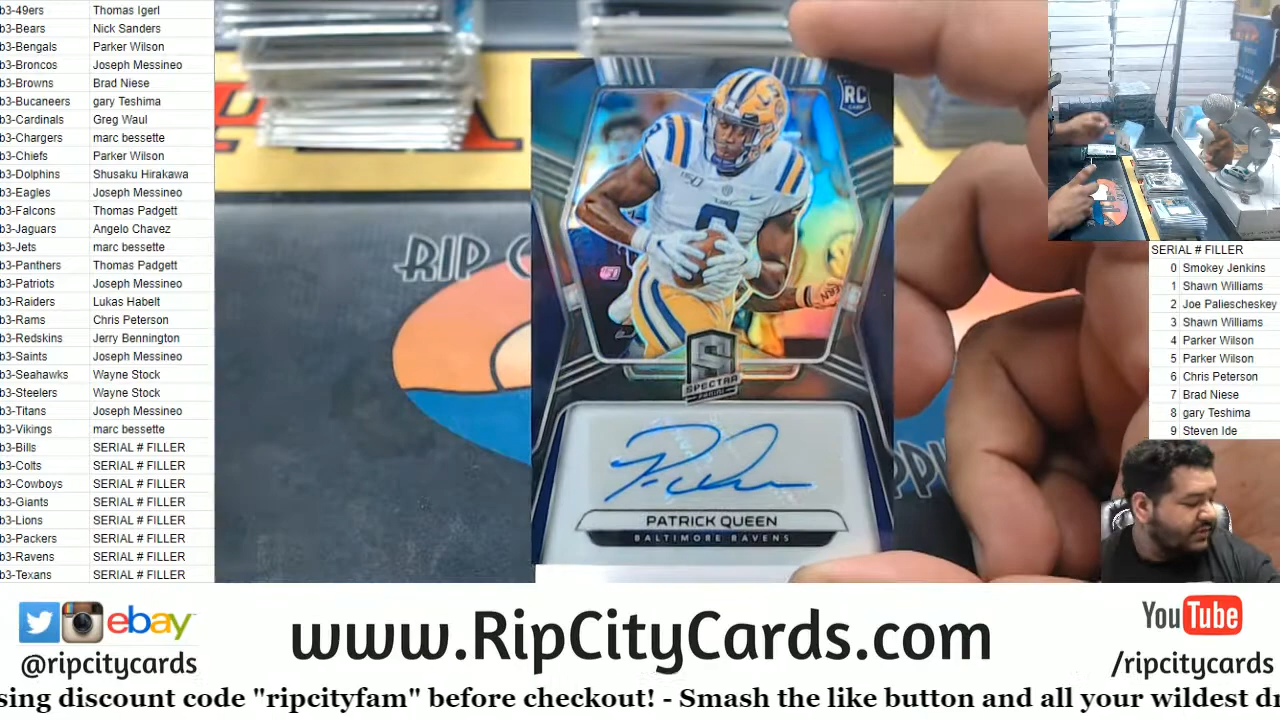 b3-49ers Thomas Igerl
b3-Bears Nick Sanders
b3-Bengals Parker Wilson
b3-Broncos Joseph Messineo
b3-Browns Brad Niese
b3-Bucaneers gary Teshima
b3-Cardinals Greg Waul
b3-Chargers marc bessette
b3-Chiefs Parker Wilson
b3-Dolphins Shusaku Hirakawa
b3-Eagles Joseph Messineo
b3-Falcons Thomas Padgett
b3-Jaguars Angelo Chavez
b3-Jets marc bessette
b3-Panthers Thomas Padgett
b3-Patriots Joseph Messineo
b3-Raiders Lukas Habelt
b3-Rams Chris Peterson
b3-Redskins Jerry Bennington
b3-Saints Joseph Messineo
b3-Seahawks Wayne Stock
b3-Steelers Wayne Stock
b3-Titans Joseph Messineo
b3-Vikings marc bessette
b3-Bills SERIAL # FILLER
b3-Colts SERIAL # FILLER
b3-Cowboys SERIAL # FILLER
b3-Giants SERIAL # FILLER
b3-Lions SERIAL # FILLER
b3-Packers SERIAL # FILLER
b3-Ravens SERIAL # FILLER
b3-Texans SERIAL # FILLER
RIP
RC
150
SPECTRA
PANINI
PATRICK QUEEN
BALTIMORE RAVENS
SERIAL # FILLER
0 Smokey Jenkins
1 Shawn Williams
2 Joe Paliescheskey
3 Shawn Williams
4 Parker Wilson
5 Parker Wilson
6 Chris Peterson
7 Brad Niese
8 gary Teshima
9 Steven Ide
ebay
@ripcitycards
www.RipCityCards.com
YouTube
/ripcitycards
sing discount code "ripcityfam" before checkout! - Smash the like button and all your wildest dr